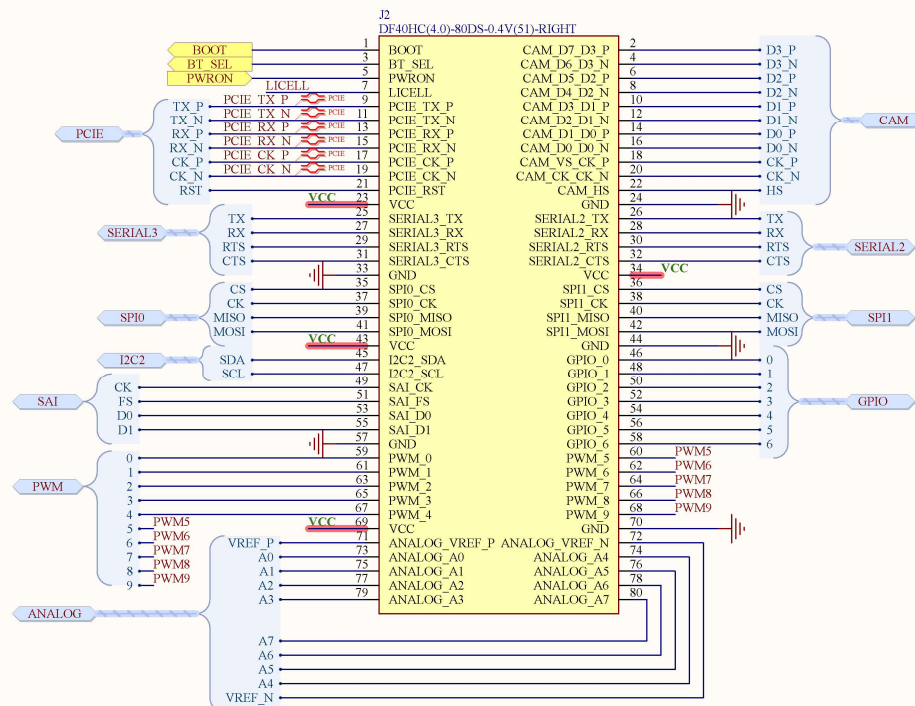 J2
DF40HC(4.0)-80DS-0.4V(51)-RIGHT
BOOT 1 BOOT CAM_D7_D3_P 2 D3_P
BT_SEL 3 BT_SEL CAM_D6_D3_N 4 D3_N
PWRON 5 PWRON CAM_D5_D2_P 6 D2_P
LICELL 7 LICELL CAM_D4_D2_N 8 D2_N
TX_P PCIE_TX_P PCIE 9 PCIE_TX_P CAM_D3_D1_P 10 D1_P
TX_N PCIE_TX_N PCIE 11 PCIE_TX_N CAM_D2_D1_N 12 D1_N CAM
PCIE RX_P PCIE_RX_P PCIE 13 PCIE_RX_P CAM_D1_D0_P 14 D0_P
RX_N PCIE_RX_N PCIE 15 PCIE_RX_N CAM_D0_D0_N 16 D0_N
CK_P PCIE_CK_P PCIE 17 PCIE_CK_P CAM_VS_CK_P 18 CK_P
CK_N PCIE_CK_N PCIE 19 PCIE_CK_N CAM_CK_CK_N 20 CK_N
RST 21 PCIE_RST CAM_HS 22 HS
VCC 23 VCC GND 24
TX 25 SERIAL3_TX SERIAL2_TX 26 TX
SERIAL3 RX 27 SERIAL3_RX SERIAL2_RX 28 RX
RTS 29 SERIAL3_RTS SERIAL2_RTS 30 RTS SERIAL2
CTS 31 SERIAL3_CTS SERIAL2_CTS 32 CTS
33 GND VCC 34 VCC
CS 35 SPI0_CS SPI1_CS 36 CS
CK 37 SPI0_CK SPI1_CK 38 CK
SPI0 MISO 39 SPI0_MISO SPI1_MISO 40 MISO SPI1
MOSI 41 SPI0_MOSI SPI1_MOSI 42 MOSI
VCC 43 VCC GND 44
I2C2 SDA 45 I2C2_SDA GPIO_0 46 0
SCL 47 I2C2_SCL GPIO_1 48 1
CK 49 SAI_CK GPIO_2 50 2
SAI FS 51 SAI_FS GPIO_3 52 3 GPIO
D0 53 SAI_D0 GPIO_4 54 4
D1 55 SAI_D1 GPIO_5 56 5
57 GND GPIO_6 58 6
0 59 PWM_0 PWM_5 60 PWM5
1 61 PWM_1 PWM_6 62 PWM6
PWM 2 63 PWM_2 PWM_7 64 PWM7
3 65 PWM_3 PWM_8 66 PWM8
4 67 PWM_4 PWM_9 68 PWM9
5 PWM5 VCC 69 VCC GND 70
6 PWM6 VREF_P 71 ANALOG_VREF_P ANALOG_VREF_N 72
7 PWM7 A0 73 ANALOG_A0 ANALOG_A4 74
8 PWM8 A1 75 ANALOG_A1 ANALOG_A5 76
9 PWM9 A2 77 ANALOG_A2 ANALOG_A6 78
A3 79 ANALOG_A3 ANALOG_A7 80
ANALOG
A7
A6
A5
A4
VREF_N